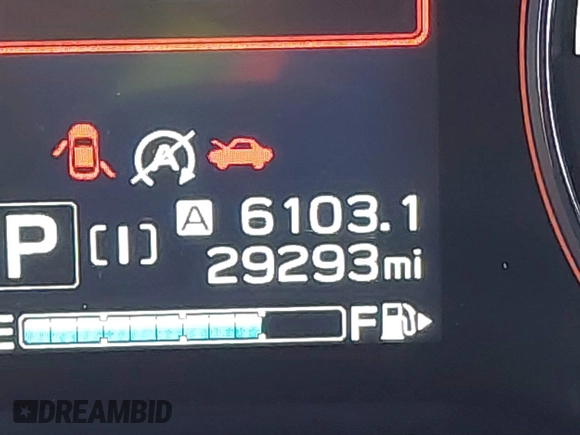 A
P [I] A 6103.1
29293mi
E F
DREAMBID